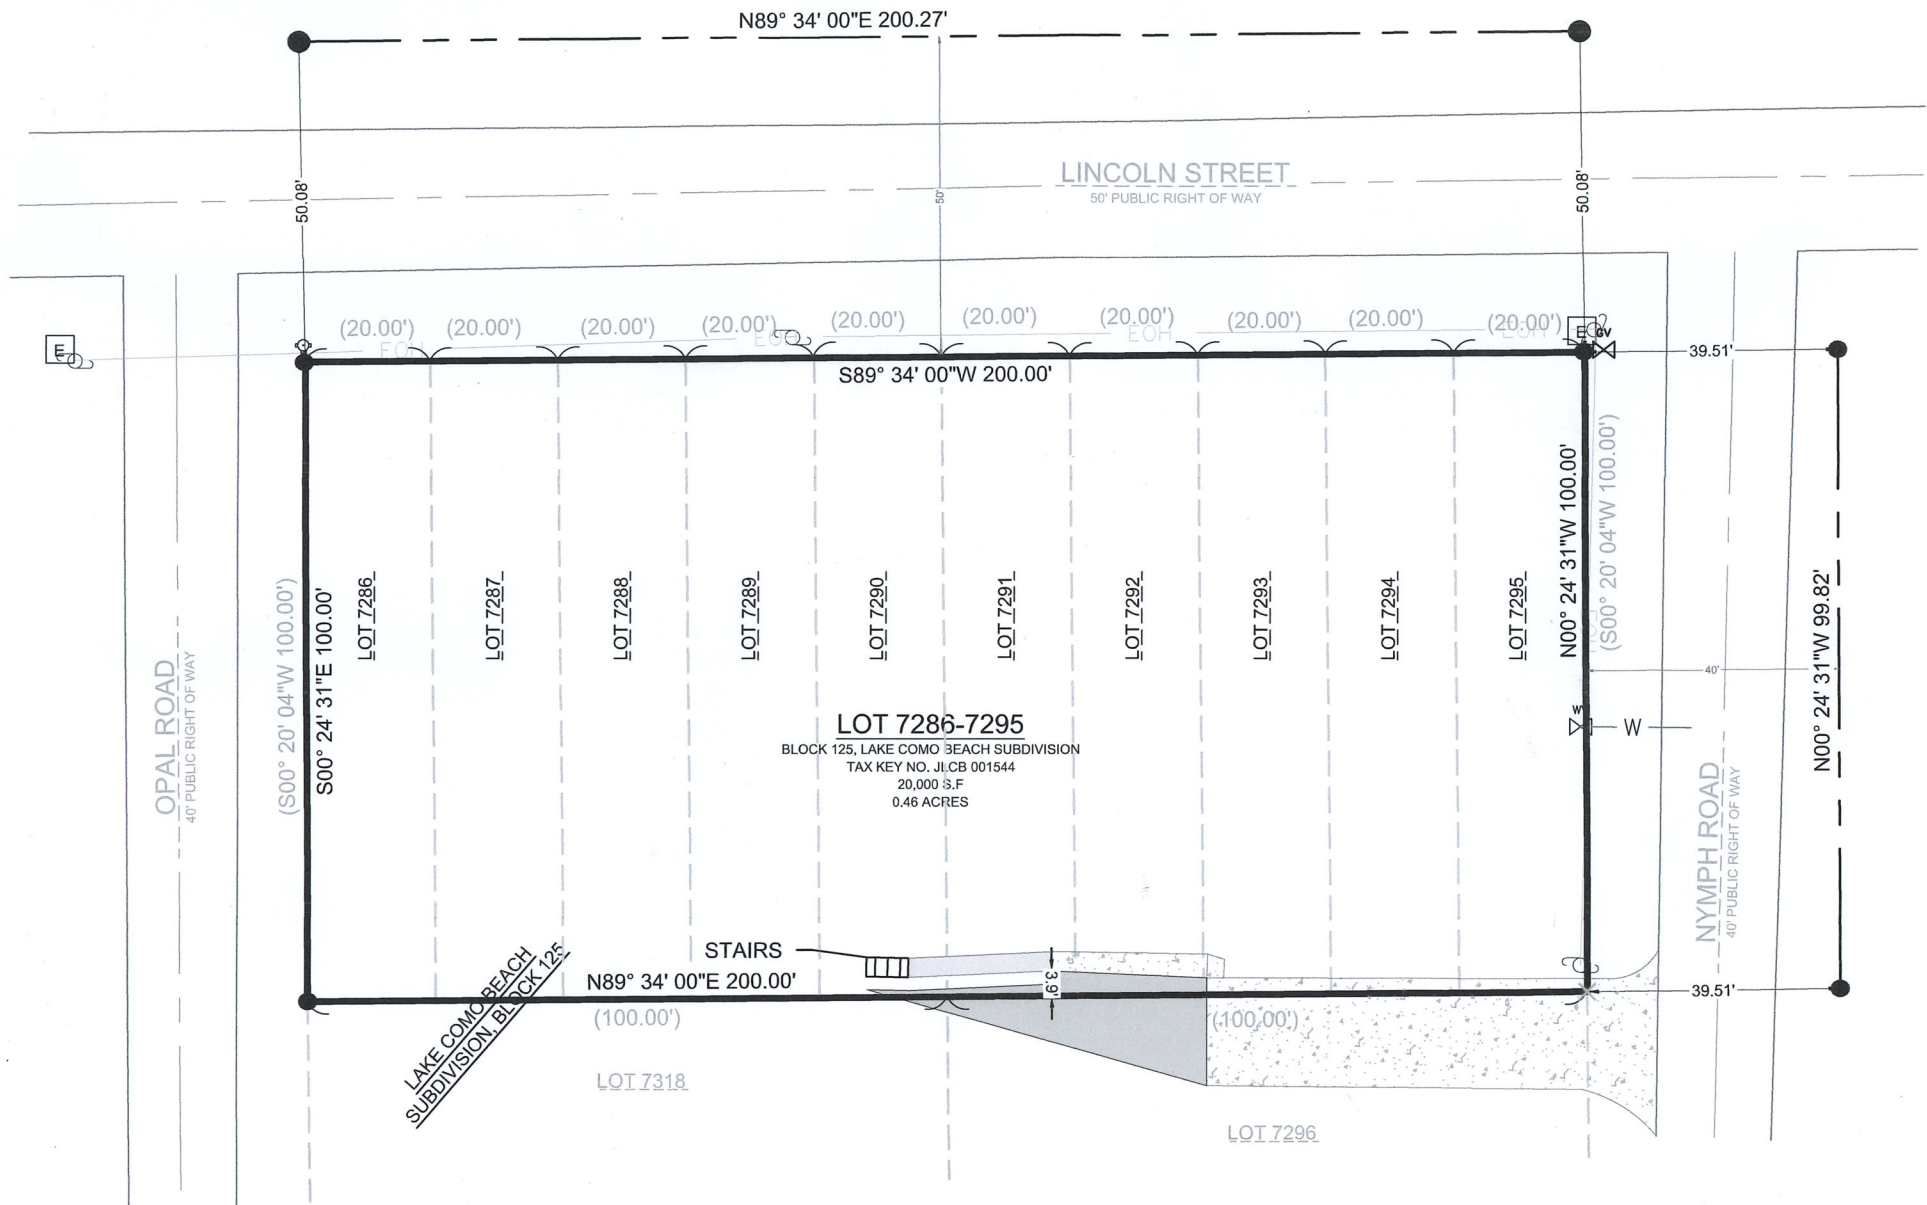 N89° 34' 00"E 200.27'
50.08'
50'
50.08'
LINCOLN STREET
50' PUBLIC RIGHT OF WAY
(20.00')
(20.00')
(20.00')
(20.00')
(20.00')
(20.00')
(20.00')
(20.00')
(20.00')
(20.00')
E
EOH
EOH
EOH
EOH
E
GV
39.51'
S89° 34' 00"W 200.00'
(S00° 20' 04"W 100.00')
S00° 24' 31"E 100.00'
LOT 7286
LOT 7287
LOT 7288
LOT 7289
LOT 7290
LOT 7291
LOT 7292
LOT 7293
LOT 7294
LOT 7295
N00° 24' 31"W 100.00'
(S00° 20' 04"W 100.00')
40'
N00° 24' 31"W 99.82'
OPAL ROAD
40' PUBLIC RIGHT OF WAY
LOT 7286-7295
BLOCK 125, LAKE COMO BEACH SUBDIVISION
TAX KEY NO. JLCB 001544
20,000 S.F
0.46 ACRES
W
NYMPH ROAD
40' PUBLIC RIGHT OF WAY
STAIRS
3.9'
N89° 34' 00"E 200.00'
39.51'
(100.00')
(100.00')
LAKE COMO BEACH
SUBDIVISION, BLOCK 125
LOT 7318
LOT 7296